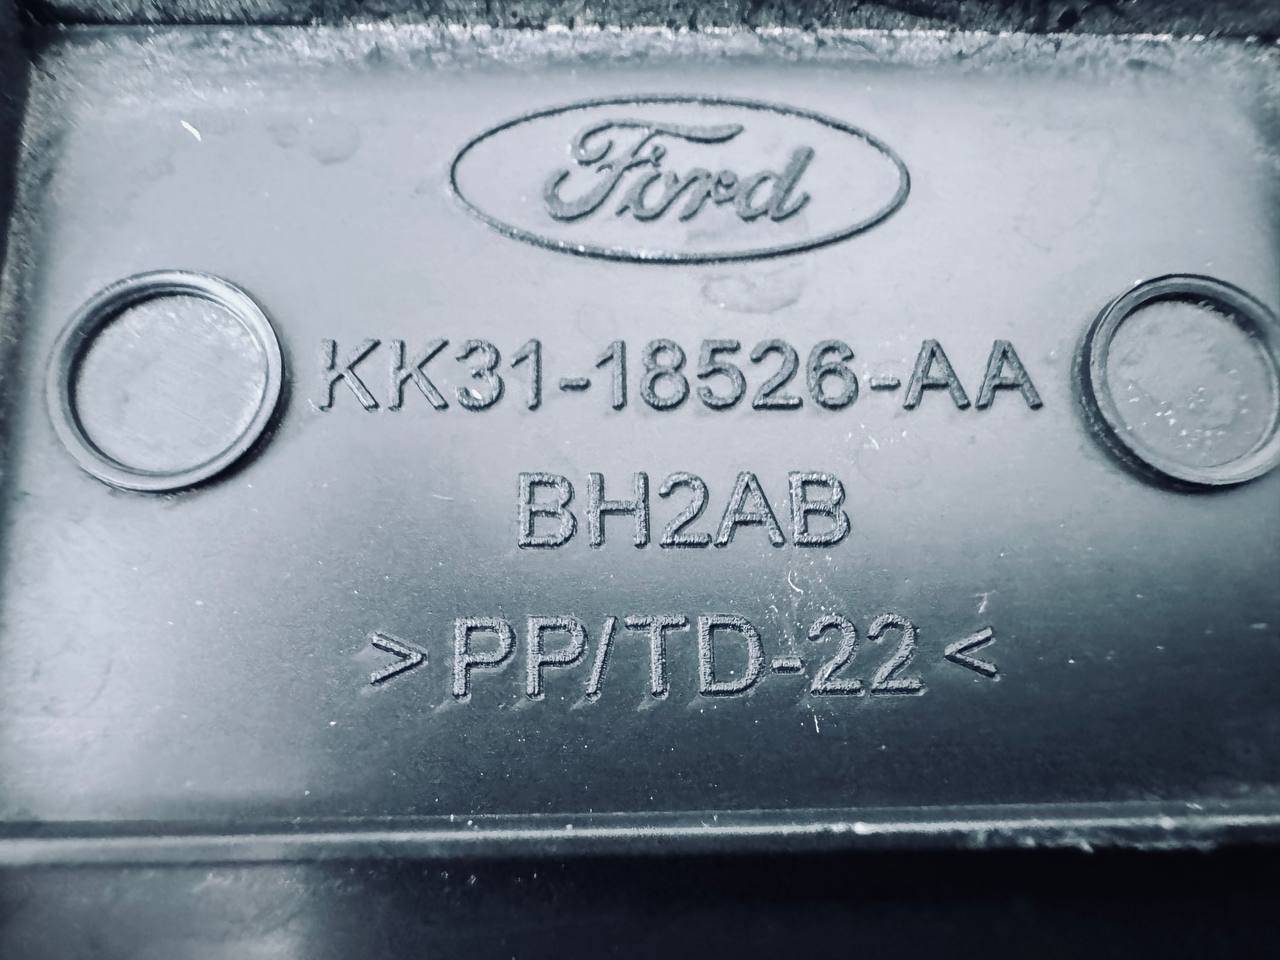 Ford
KK31-18526-AA
BH2AB
>PP/TD-22<